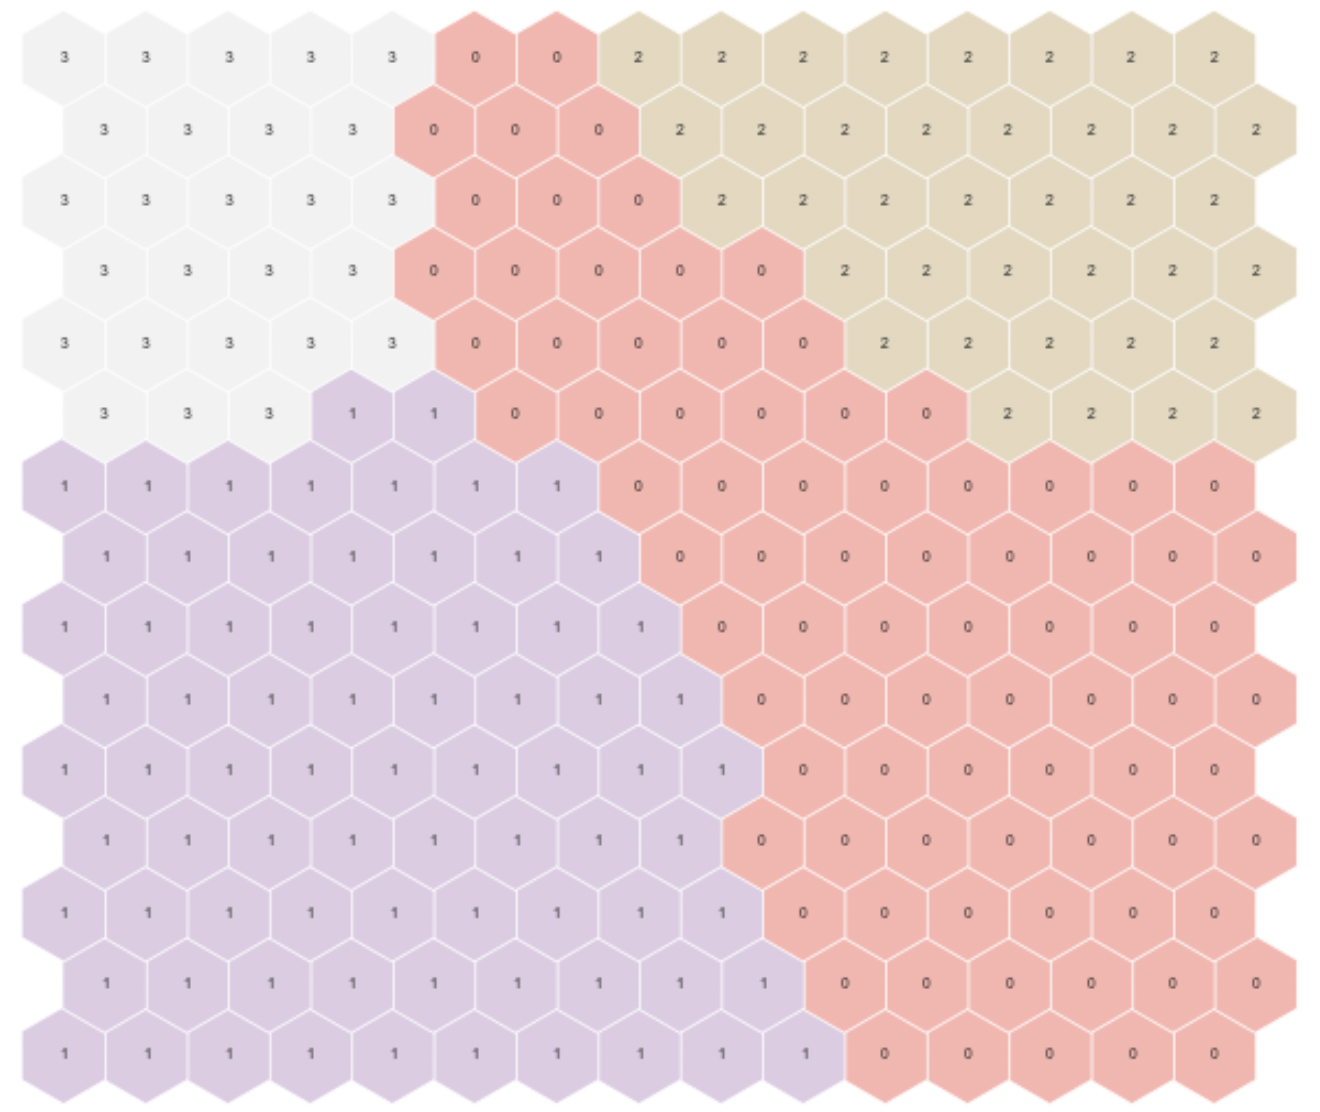 3 3 3 3 3 0 0 2 2 2 2 2 2 2 2
3 3 3 3 0 0 0 2 2 2 2 2 2 2 2
3 3 3 3 3 0 0 0 2 2 2 2 2 2 2
3 3 3 3 0 0 0 0 0 2 2 2 2 2 2
3 3 3 3 3 0 0 0 0 0 2 2 2 2 2
3 3 3 1 1 0 0 0 0 0 0 2 2 2 2
1 1 1 1 1 1 1 0 0 0 0 0 0 0 0
1 1 1 1 1 1 1 0 0 0 0 0 0 0 0
1 1 1 1 1 1 1 1 0 0 0 0 0 0 0
1 1 1 1 1 1 1 1 0 0 0 0 0 0 0
1 1 1 1 1 1 1 1 1 0 0 0 0 0 0
1 1 1 1 1 1 1 1 0 0 0 0 0 0 0
1 1 1 1 1 1 1 1 1 0 0 0 0 0 0
1 1 1 1 1 1 1 1 1 0 0 0 0 0 0
1 1 1 1 1 1 1 1 1 1 0 0 0 0 0